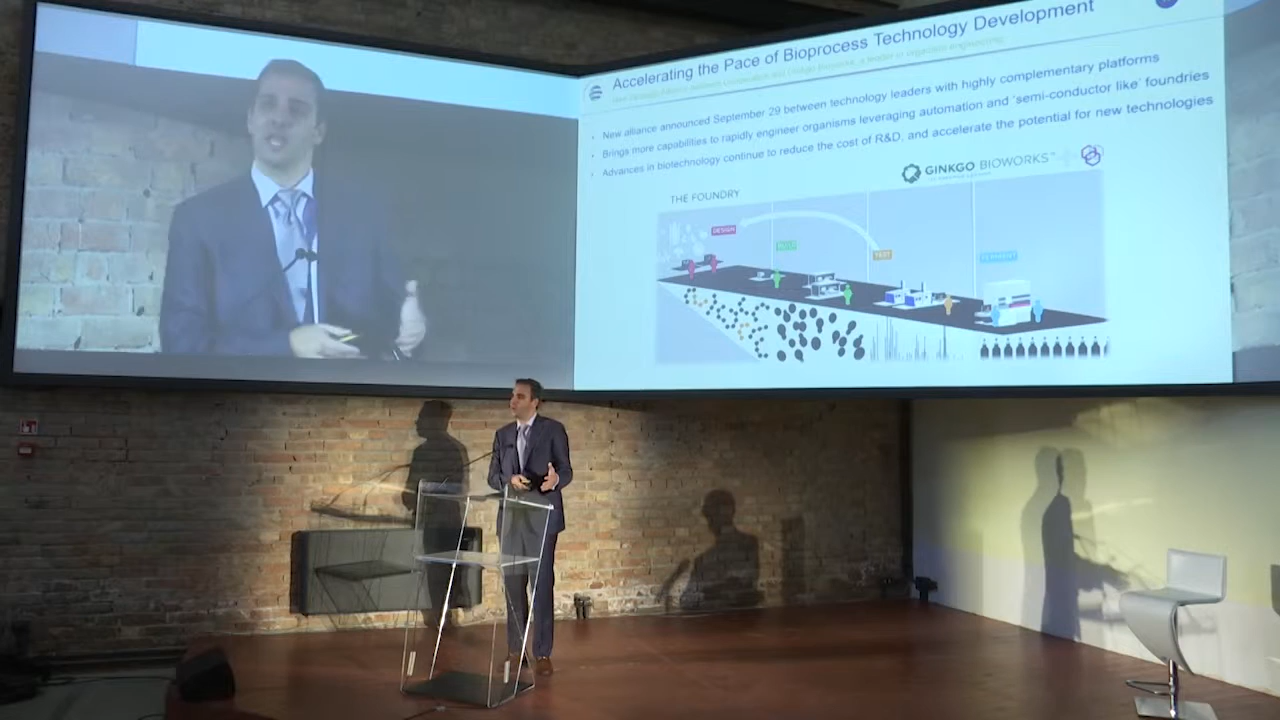 Accelerating the Pace of Bioprocess Technology Development
New alliance announced September 29 between technology leaders with highly complementary platforms
Brings more capabilities to rapidly engineer organisms leveraging automation and 'semi-conductor like' foundries
Advances in biotechnology continue to reduce the cost of R&D, and accelerate the potential for new technologies
GINKGO BIOWORKS™
THE FOUNDRY
DESIGN
BUILD
TEST
FERMENT